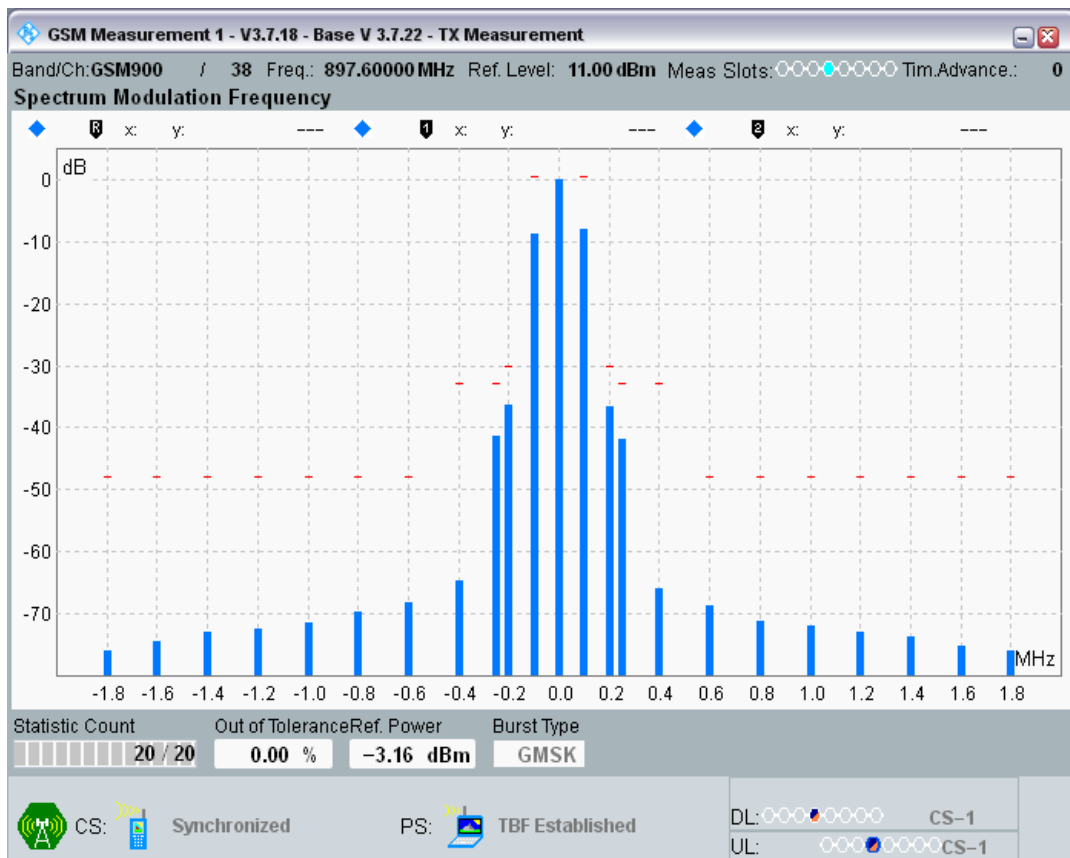 GSM Measurement 1 - V3.7.18 - Base V 3.7.22 - TX Measurement
Band/Ch:GSM900 / 38 Freq.: 897.60000 MHz Ref. Level: 11.00 dBm Meas Slots: Tim.Advance.: 0
Spectrum Modulation Frequency
R x: y: --- 1 x: y: --- 2 x: y: ---
dB
0
-10
-20
-30
-40
-50
-60
-70
MHz
-1.8 -1.6 -1.4 -1.2 -1.0 -0.8 -0.6 -0.4 -0.2 0.0 0.2 0.4 0.6 0.8 1.0 1.2 1.4 1.6 1.8
Statistic Count Out of Tolerance Ref. Power Burst Type
20 / 20 0.00 % −3.16 dBm GMSK
CS: Synchronized PS: TBF Established
DL: CS−1
UL: CS−1